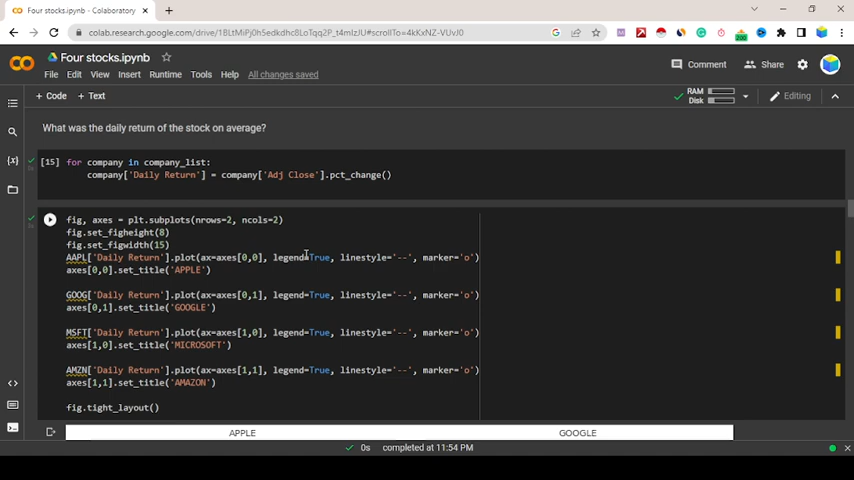 Four stocks.ipynb - Colaboratory
colab.research.google.com/drive/1BLtMich5edkdhc8LoTqq2P_t4mIzJU#scrollTo=4kKxNZ-VUvJ0
Four stocks.ipynb
Comment
Share
File Edit View Insert Runtime Tools Help All changes saved
+ Code + Text
RAM
Disk
Editing
What was the daily return of the stock on average?
[15] for company in company_list:
company['Daily Return'] = company['Adj Close'].pct_change()
fig, axes = plt.subplots(nrows=2, ncols=2)
fig.set_figheight(8)
fig.set_figwidth(15)
AAPL['Daily Return'].plot(ax=axes[0,0], legend=True, linestyle='--', marker='o')
axes[0,0].set_title('APPLE')
GOOG['Daily Return'].plot(ax=axes[0,1], legend=True, linestyle='--', marker='o')
axes[0,1].set_title('GOOGLE')
MSFT['Daily Return'].plot(ax=axes[1,0], legend=True, linestyle='--', marker='o')
axes[1,0].set_title('MICROSOFT')
AMZN['Daily Return'].plot(ax=axes[1,1], legend=True, linestyle='--', marker='o')
axes[1,1].set_title('AMAZON')
fig.tight_layout()
APPLE
GOOGLE
0s completed at 11:54 PM